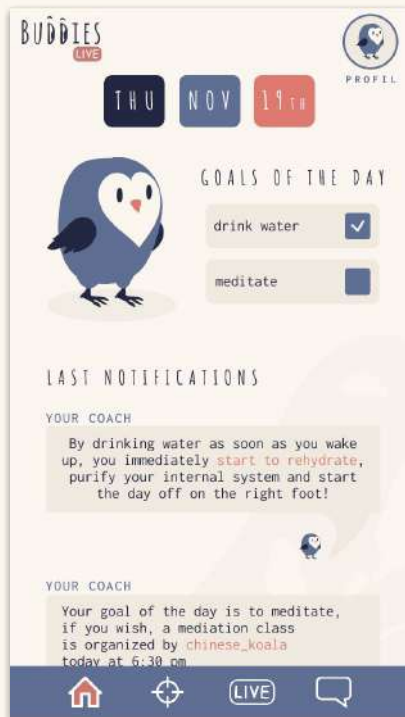 BUDDIES
LIVE
PROFIL
THU NOV 19TH
GOALS OF THE DAY
drink water
meditate
LAST NOTIFICATIONS
YOUR COACH
By drinking water as soon as you wake
up, you immediately start to rehydrate,
purify your internal system and start
the day off on the right foot!
YOUR COACH
Your goal of the day is to meditate,
if you wish, a mediation class
is organized by chinese_koala
today at 6:30 pm
LIVE